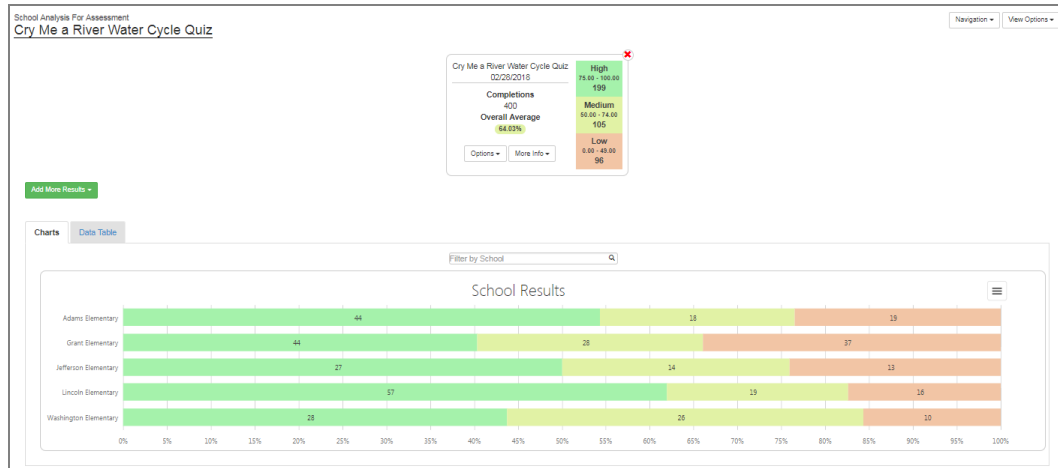 School Analysis For Assessment
Cry Me a River Water Cycle Quiz
Navigation
View Options
Cry Me a River Water Cycle Quiz
02/28/2018
Completions
400
Overall Average
64.03%
Options
More Info
High
75.00 - 100.00
199
Medium
50.00 - 74.00
105
Low
0.00 - 49.00
96
Add More Results
Charts
Data Table
Filter by School
School Results
Adams Elementary 44 18 19
Grant Elementary 44 28 37
Jefferson Elementary 27 14 13
Lincoln Elementary 57 19 16
Washington Elementary 28 26 10
0% 5% 10% 15% 20% 25% 30% 35% 40% 45% 50% 55% 60% 65% 70% 75% 80% 85% 90% 95% 100%